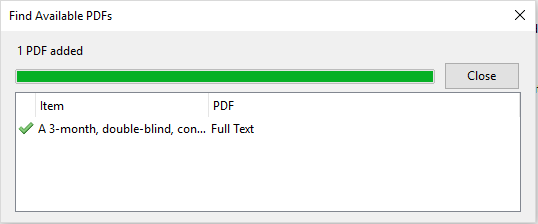 Find Available PDFs
1 PDF added
Close
Item PDF
A 3-month, double-blind, con... Full Text